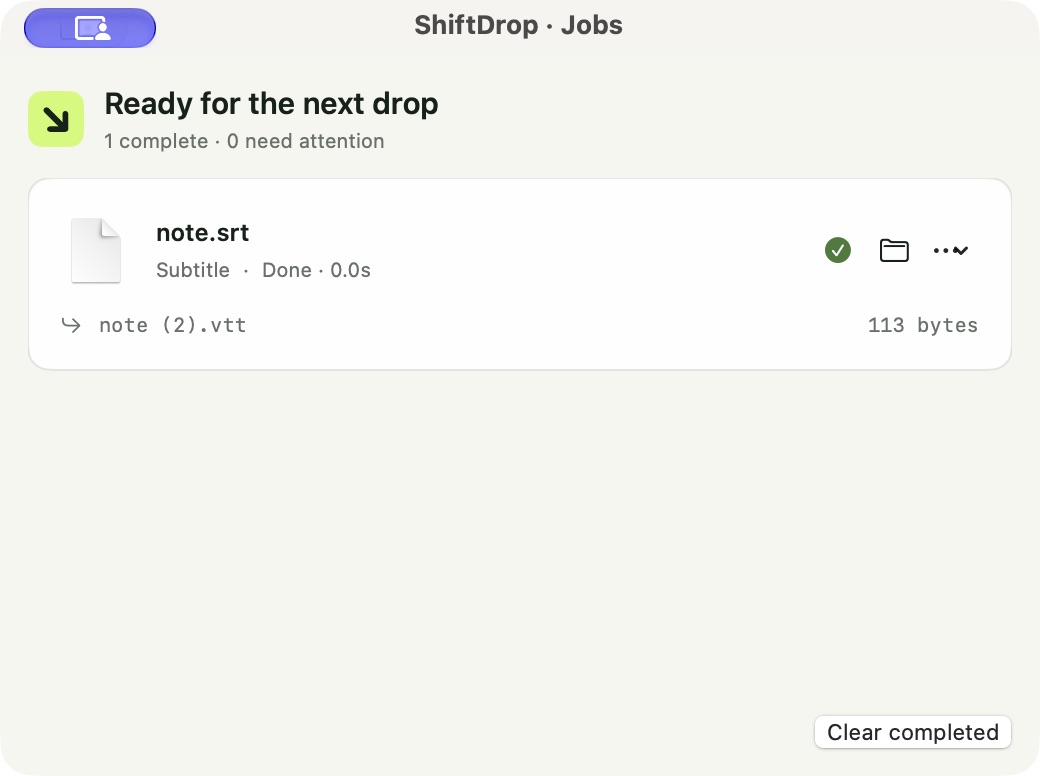 ShiftDrop · Jobs
Ready for the next drop
1 complete · 0 need attention
note.srt
Subtitle · Done · 0.0s
note (2).vtt
113 bytes
Clear completed